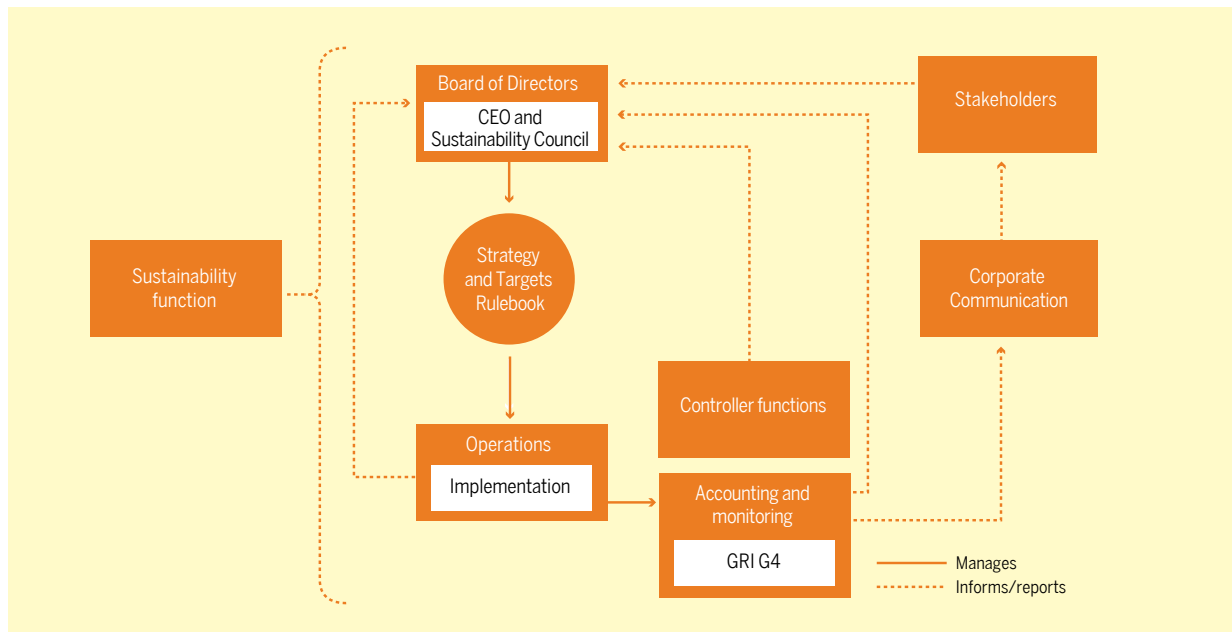 Board of Directors
CEO and
Sustainability Council
Stakeholders
Strategy
and Targets
Rulebook
Sustainability
function
Corporate
Communication
Controller functions
Operations
Implementation
Accounting and
monitoring
GRI G4
Manages
Informs/reports